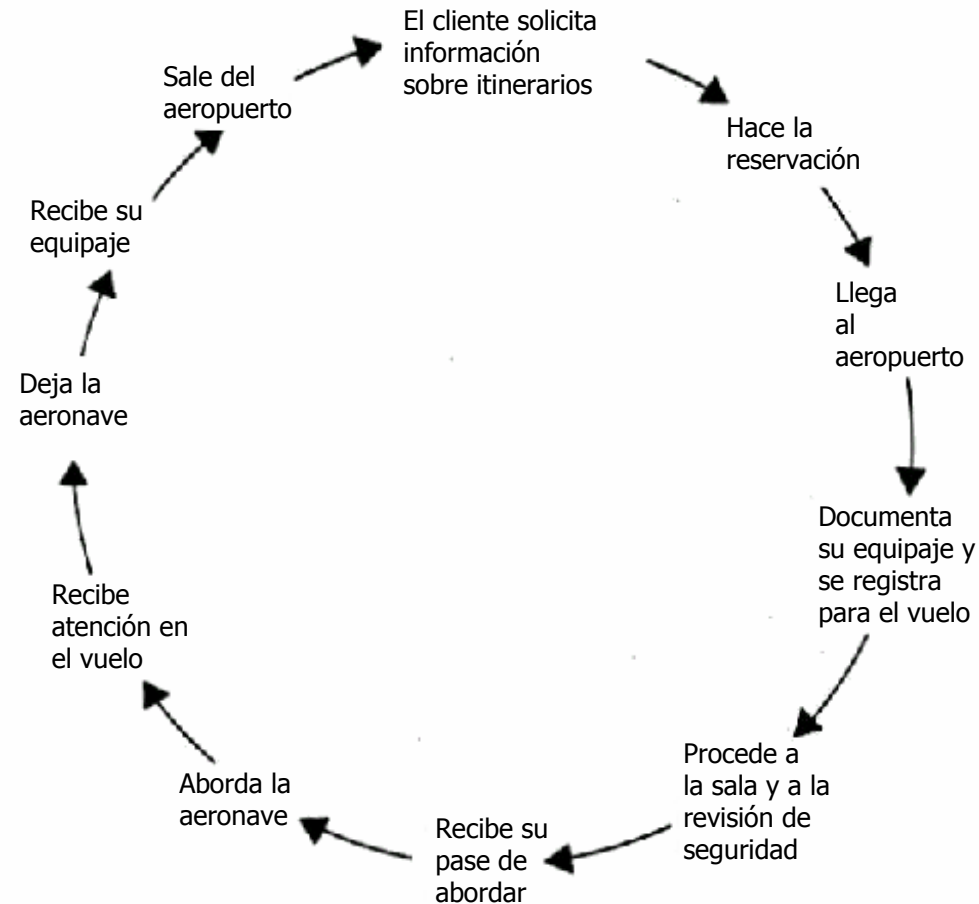 El cliente solicita
información
sobre itinerarios
Hace la
reservación
Llega
al
aeropuerto
Documenta
su equipaje y
se registra
para el vuelo
Procede a
la sala y a la
revisión de
seguridad
Recibe su
pase de
abordar
Aborda la
aeronave
Recibe
atención en
el vuelo
Deja la
aeronave
Recibe su
equipaje
Sale del
aeropuerto